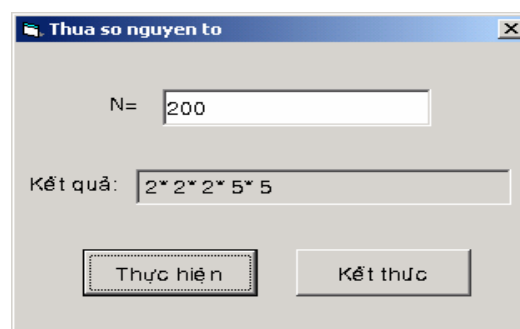 Thua so nguyen to
N= 200
Kết quả: 2* 2* 2* 5* 5
Thực hiện Kết thúc